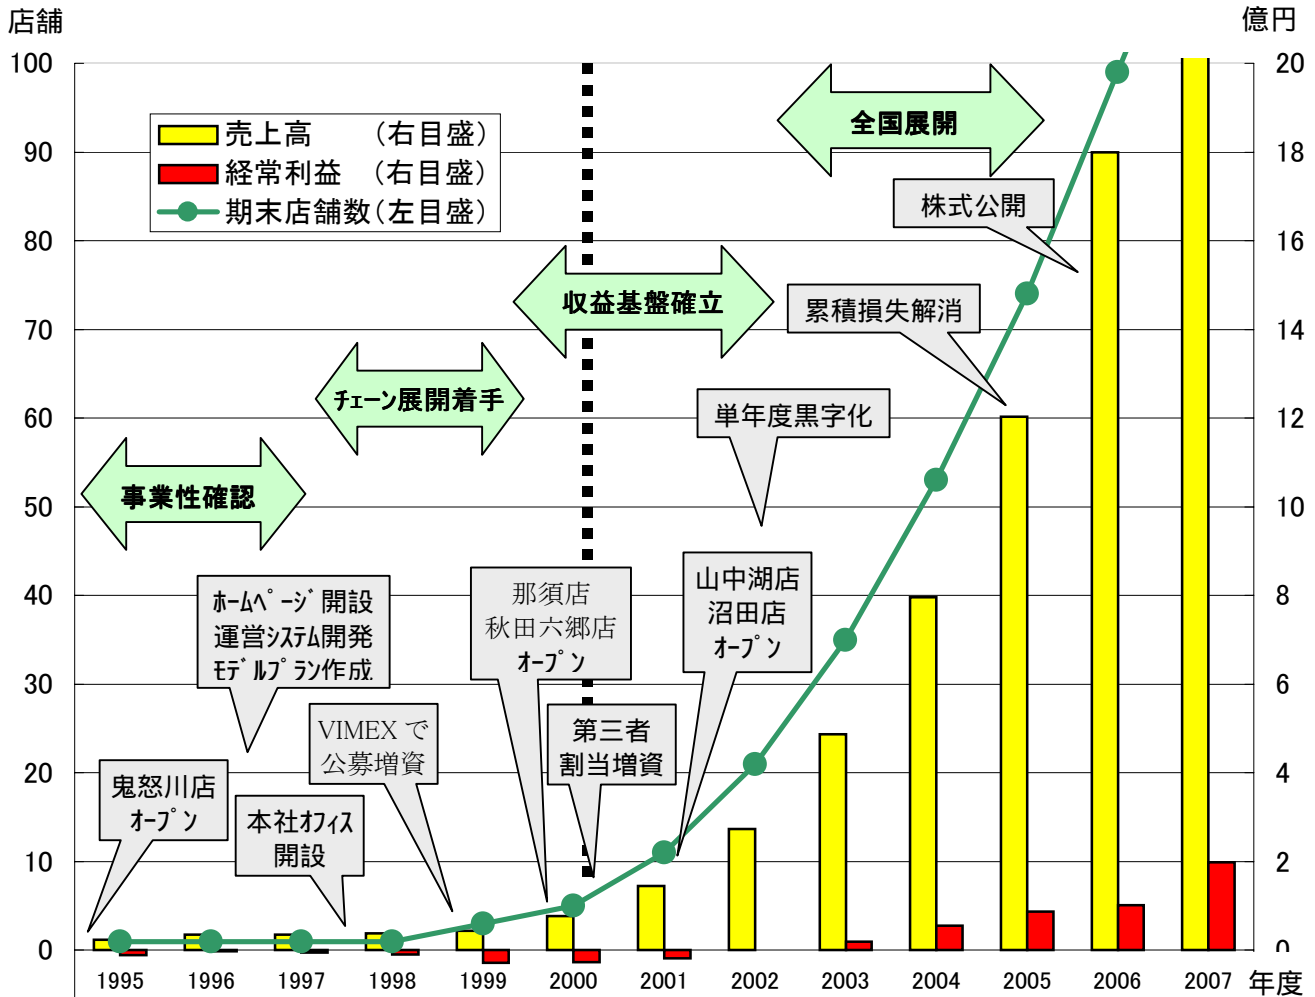 店舗
億円
100
90
80
70
60
50
40
30
20
10
0
20
18
16
14
12
10
8
6
4
2
0
売上高 （右目盛）
経常利益 （右目盛）
期末店舗数(左目盛)
全国展開
株式公開
収益基盤確立
累積損失解消
ﾁｪｰﾝ展開着手
単年度黒字化
事業性確認
ﾎｰﾑﾍﾟｰｼﾞ開設
運営ｼｽﾃﾑ開発
ﾓﾃﾞﾙﾌﾟﾗﾝ作成
那須店
秋田六郷店
ｵｰﾌﾟﾝ
山中湖店
沼田店
ｵｰﾌﾟﾝ
VIMEX で
公募増資
第三者
割当増資
鬼怒川店
ｵｰﾌﾟﾝ
本社ｵﾌｨｽ
開設
1995 1996 1997 1998 1999 2000 2001 2002 2003 2004 2005 2006 2007 年度